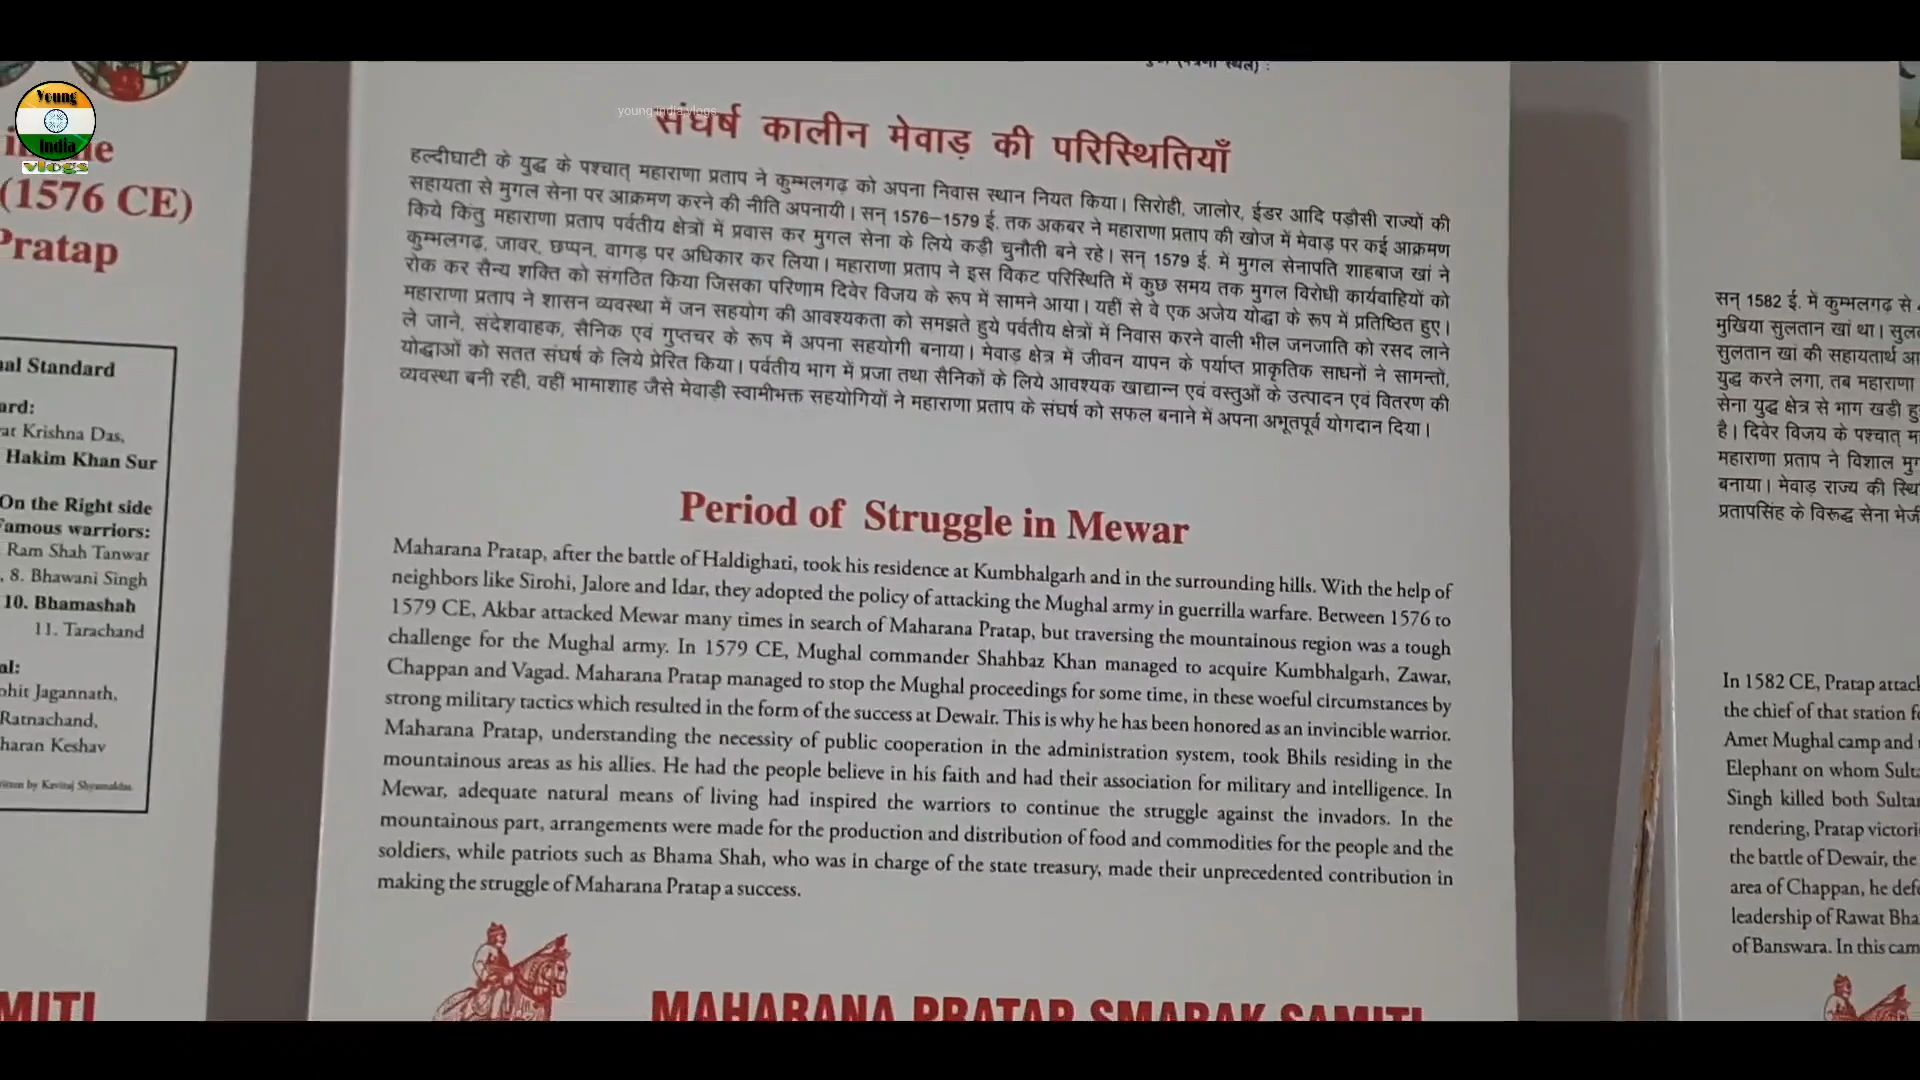 Young
India
vlogs
young india vlogs
(1576 CE)
Pratap
Standard
Krishna Das,
Hakim Khan Sur
On the Right side
warriors:
Ram Shah Tanwar
8. Bhawani Singh
10. Bhamashah
11. Tarachand
Jagannath,
Ratnachand,
Keshav
संघर्ष कालीन मेवाड़ की परिस्थितियाँ
हल्दीघाटी के युद्ध के पश्चात् महाराणा प्रताप ने कुम्भलगढ़ को अपना निवास स्थान नियत किया। सिरोही, जालोर, ईडर आदि पड़ौसी राज्यों की
सहायता से मुगल सेना पर आक्रमण करने की नीति अपनायी। सन् 1576–1579 ई. तक अकबर ने महाराणा प्रताप की खोज में मेवाड़ पर कई आक्रमण
किये किंतु महाराणा प्रताप पर्वतीय क्षेत्रों में प्रवास कर मुगल सेना के लिये कड़ी चुनौती बने रहे। सन् 1579 ई. में मुगल सेनापति शाहबाज खां ने
कुम्भलगढ़, जावर, छप्पन, वागड़ पर अधिकार कर लिया। महाराणा प्रताप ने इस विकट परिस्थिति में कुछ समय तक मुगल विरोधी कार्यवाहियों को
रोक कर सैन्य शक्ति को संगठित किया जिसका परिणाम दिवेर विजय के रूप में सामने आया। यहीं से वे एक अजेय योद्धा के रूप में प्रतिष्ठित हुए।
महाराणा प्रताप ने शासन व्यवस्था में जन सहयोग की आवश्यकता को समझते हुये पर्वतीय क्षेत्रों में निवास करने वाली भील जनजाति को रसद लाने
ले जाने, संदेशवाहक, सैनिक एवं गुप्तचर के रूप में अपना सहयोगी बनाया। मेवाड़ क्षेत्र में जीवन यापन के पर्याप्त प्राकृतिक साधनों ने सामन्तो,
योद्धाओं को सतत संघर्ष के लिये प्रेरित किया। पर्वतीय भाग में प्रजा तथा सैनिकों के लिये आवश्यक खाद्यान्न एवं वस्तुओं के उत्पादन एवं वितरण की
व्यवस्था बनी रही, वहीं भामाशाह जैसे मेवाड़ी स्वामीभक्त सहयोगियों ने महाराणा प्रताप के संघर्ष को सफल बनाने में अपना अभूतपूर्व योगदान दिया।
Period of Struggle in Mewar
Maharana Pratap, after the battle of Haldighati, took his residence at Kumbhalgarh and in the surrounding hills. With the help of
neighbors like Sirohi, Jalore and Idar, they adopted the policy of attacking the Mughal army in guerrilla warfare. Between 1576 to
1579 CE, Akbar attacked Mewar many times in search of Maharana Pratap, but traversing the mountainous region was a tough
challenge for the Mughal army. In 1579 CE, Mughal commander Shahbaz Khan managed to acquire Kumbhalgarh, Zawar,
Chappan and Vagad. Maharana Pratap managed to stop the Mughal proceedings for some time, in these woeful circumstances by
strong military tactics which resulted in the form of the success at Dewair. This is why he has been honored as an invincible warrior.
Maharana Pratap, understanding the necessity of public cooperation in the administration system, took Bhils residing in the
mountainous areas as his allies. He had the people believe in his faith and had their association for military and intelligence. In
Mewar, adequate natural means of living had inspired the warriors to continue the struggle against the invadors. In the
mountainous part, arrangements were made for the production and distribution of food and commodities for the people and the
soldiers, while patriots such as Bhama Shah, who was in charge of the state treasury, made their unprecedented contribution in
making the struggle of Maharana Pratap a success.
MAHARANA PRATAP SMARAK SAMITI
सन् 1582 ई. में कुम्भलगढ़ से
मुखिया सुलतान खां था।
सुलतान खां की सहायतार्थ
युद्ध करने लगा, तब महाराणा
सेना युद्ध क्षेत्र से भाग खड़ी
है। दिवेर विजय के पश्चात्
महाराणा प्रताप ने विशाल
बनाया। मेवाड़ राज्य की
प्रतापसिंह के विरूद्ध सेना
In 1582 CE, Pratap
the chief of that station
Amet Mughal camp and
Elephant on whom
Singh killed both
rendering, Pratap
the battle of Dewair, the
area of Chappan, he
leadership of Rawat
of Banswara. In this